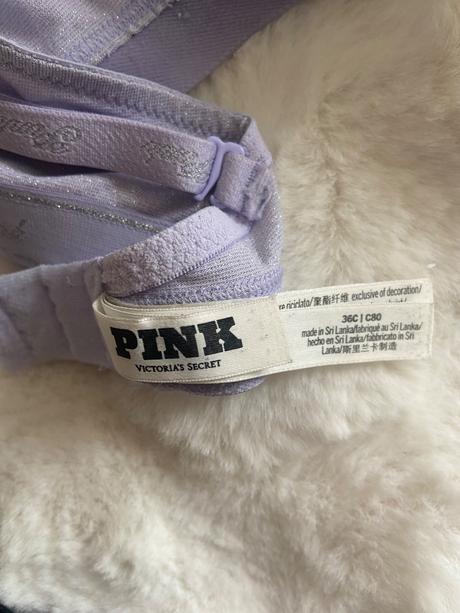 re riciclato/聚酯纤维 exclusive of decoration/
36C | C80
made in Sri Lanka/fabriqué au Sri Lanka/
hecho en Sri Lanka/fabbricato in Sri
Lanka/斯里兰卡制造
PINK
VICTORIA'S SECRET